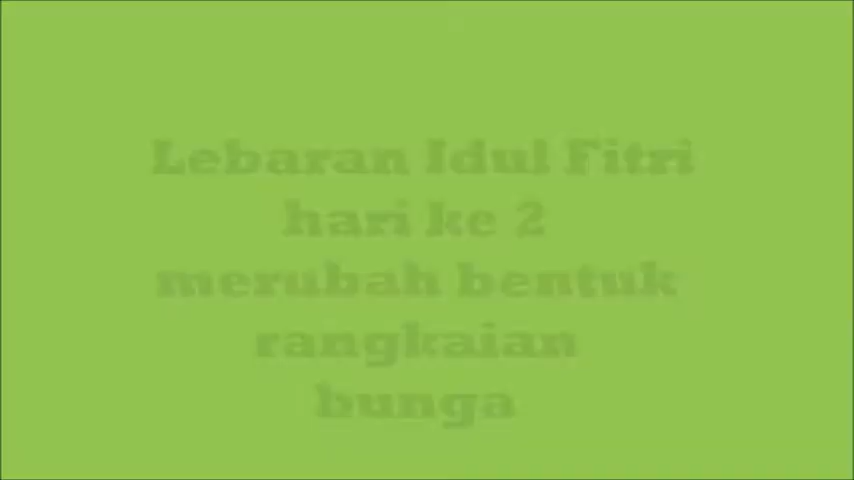 Lebaran Idul Fitri
hari ke 2
merubah bentuk
rangkaian
bunga